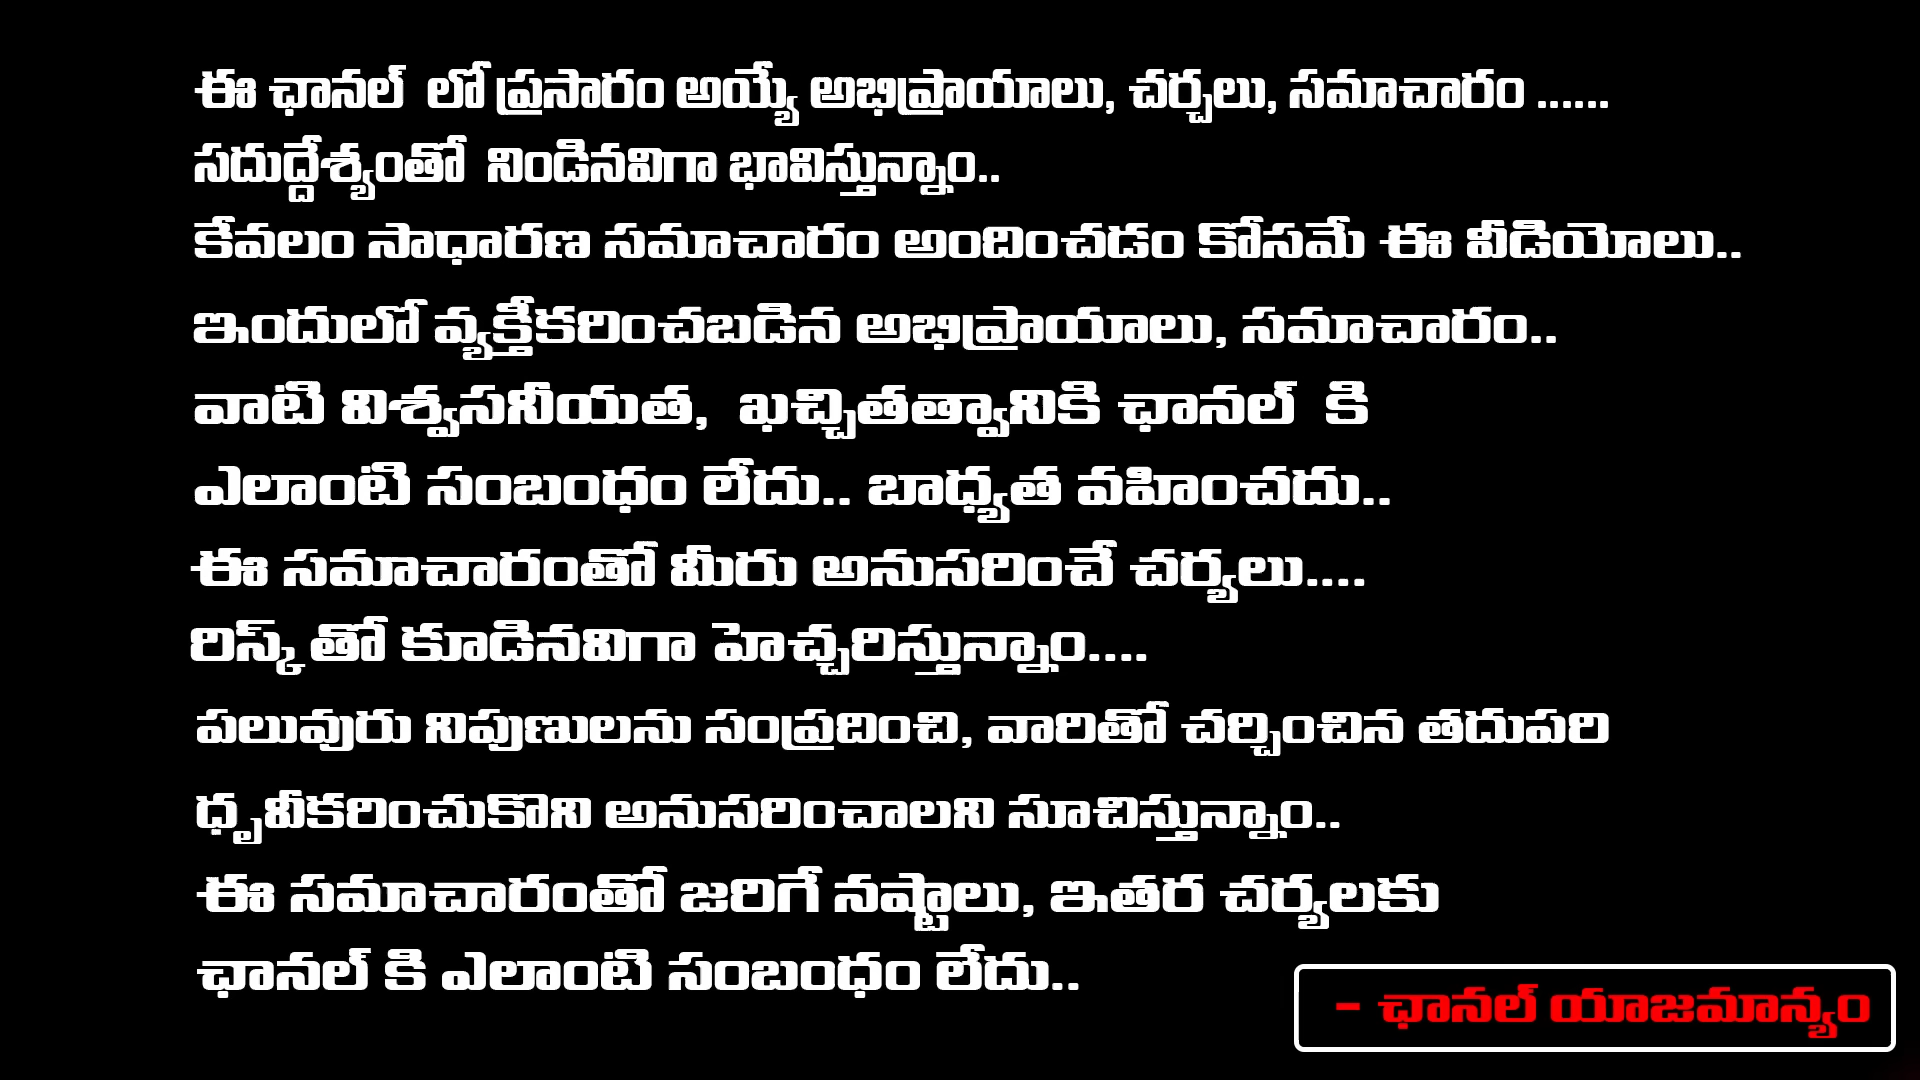 ఈ ఛానల్ లో ప్రసారం అయ్యే అభిప్రాయాలు, చర్చలు, సమాచారం ......
సదుద్దేశ్యంతో నిండినవిగా భావిస్తున్నాం..
కేవలం సాధారణ సమాచారం అందించడం కోసమే ఈ వీడియోలు..
ఇందులో వ్యక్తీకరించబడిన అభిప్రాయాలు, సమాచారం..
వాటి విశ్వసనీయత, ఖచ్చితత్వానికి ఛానల్ కి
ఎలాంటి సంబంధం లేదు.. బాధ్యత వహించదు..
ఈ సమాచారంతో మీరు అనుసరించే చర్యలు....
రిస్క్ తో కూడినవిగా హెచ్చరిస్తున్నాం....
పలువురు నిపుణులను సంప్రదించి, వారితో చర్చించిన తదుపరి
ధృవీకరించుకొని అనుసరించాలని సూచిస్తున్నాం..
ఈ సమాచారంతో జరిగే నష్టాలు, ఇతర చర్యలకు
ఛానల్ కి ఎలాంటి సంబంధం లేదు..
- ఛానల్ యాజమాన్యం